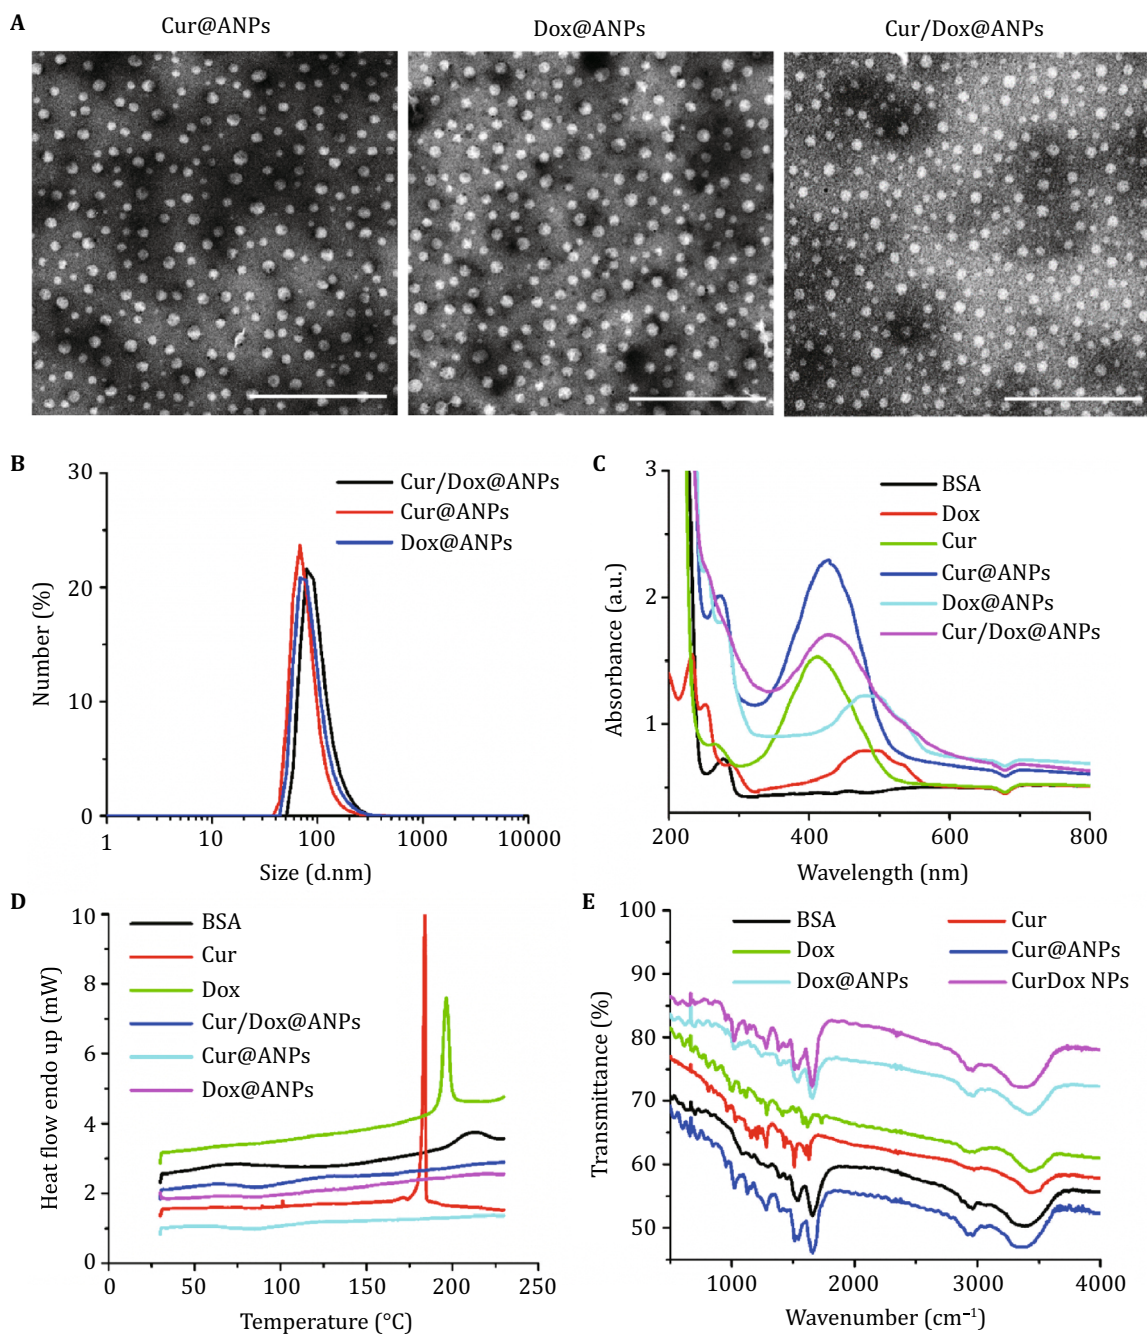 A
Cur@ANPs Dox@ANPs Cur/Dox@ANPs
B
30
20
10
0
Number (%)
Cur/Dox@ANPs
Cur@ANPs
Dox@ANPs
1 10 100 1000 10000
Size (d.nm)
C
3
2
1
Absorbance (a.u.)
BSA
Dox
Cur
Cur@ANPs
Dox@ANPs
Cur/Dox@ANPs
200 400 600 800
Wavelength (nm)
D
10
8
6
4
2
0
Heat flow endo up (mW)
BSA
Cur
Dox
Cur/Dox@ANPs
Cur@ANPs
Dox@ANPs
0 50 100 150 200 250
Temperature (°C)
E
100
90
80
70
60
50
Transmittance (%)
BSA Cur
Dox Cur@ANPs
Dox@ANPs CurDox NPs
1000 2000 3000 4000
Wavenumber (cm⁻¹)